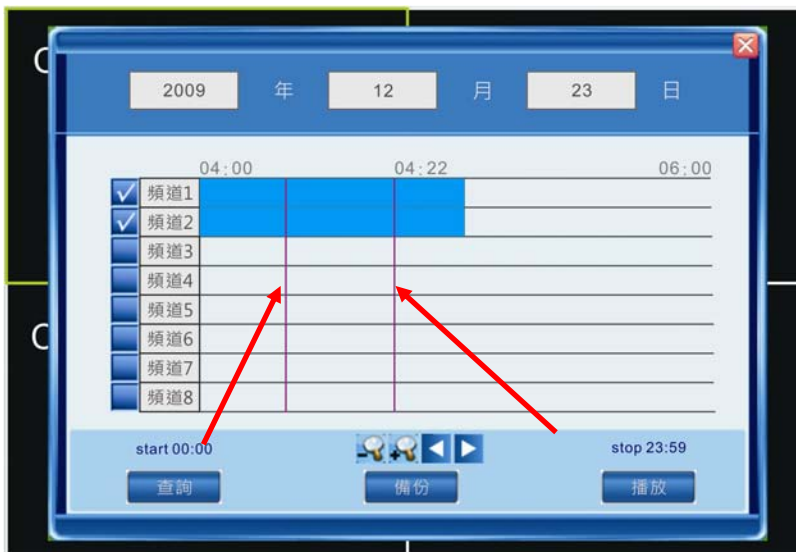 2009 年 12 月 23 日
04:00 04:22 06:00
頻道1
頻道2
頻道3
頻道4
頻道5
頻道6
頻道7
頻道8
start 00:00 stop 23:59
查詢 備份 播放